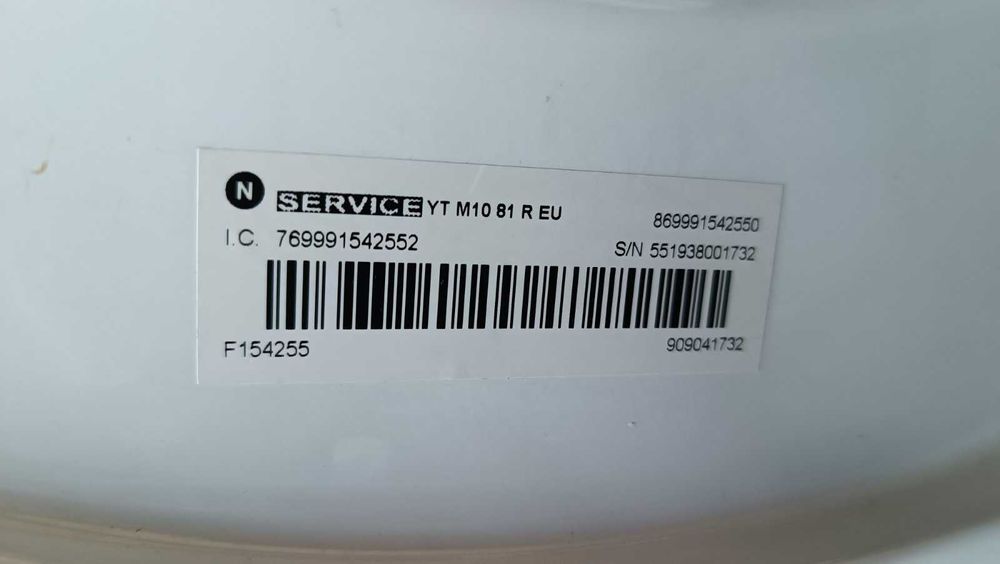 N SERVICE YT M10 81 R EU
869991542550
I.C. 769991542552
S/N 551938001732
F154255
909041732